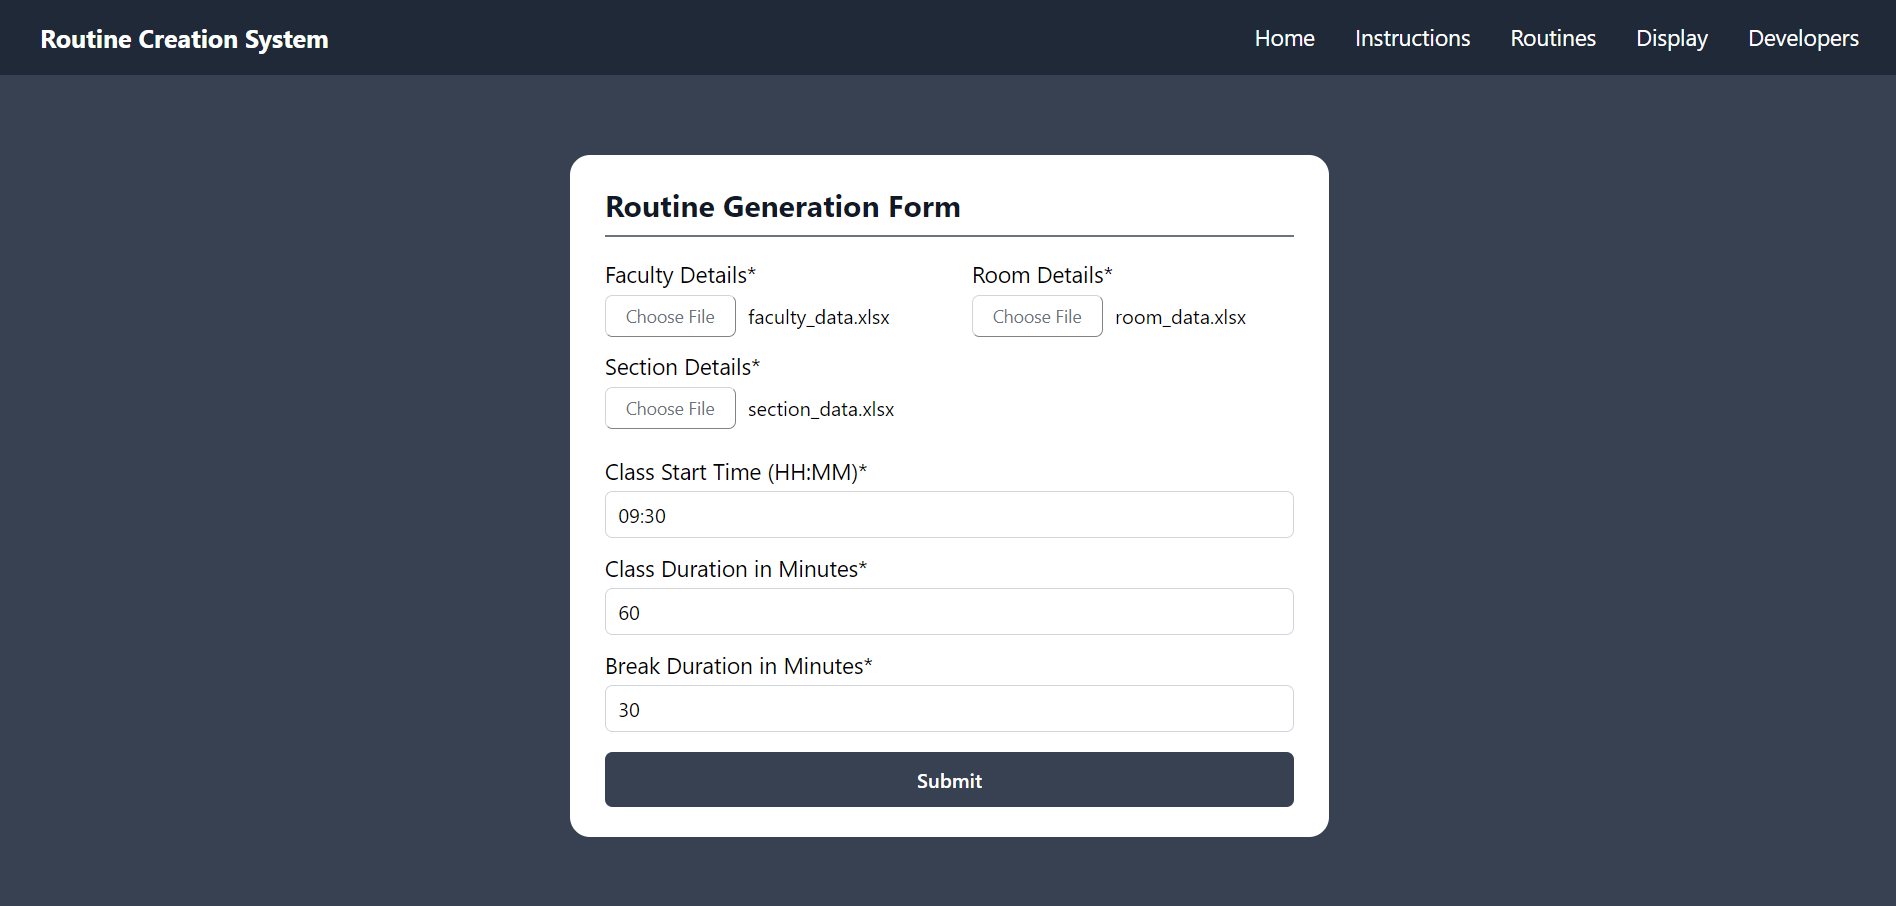 Routine Creation System
Home Instructions Routines Display Developers
Routine Generation Form
Faculty Details* Room Details*
Choose File faculty_data.xlsx Choose File room_data.xlsx
Section Details*
Choose File section_data.xlsx
Class Start Time (HH:MM)*
09:30
Class Duration in Minutes*
60
Break Duration in Minutes*
30
Submit